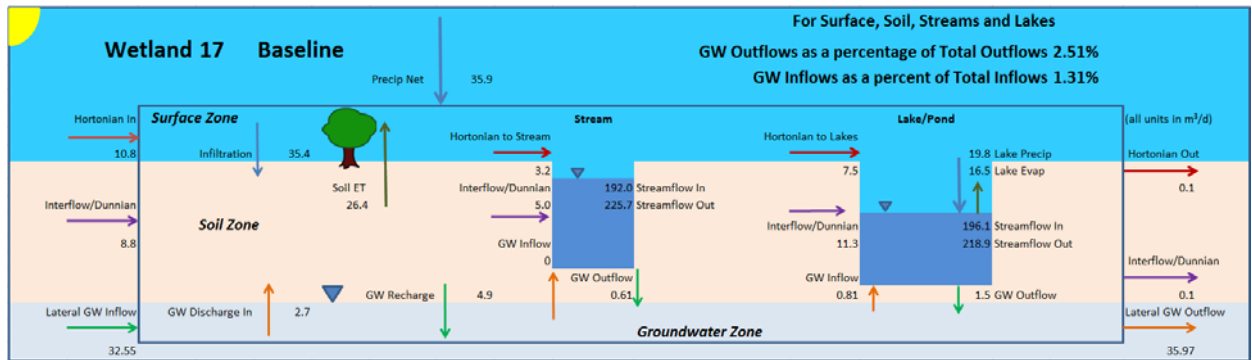 For Surface, Soil, Streams and Lakes
Wetland 17 Baseline
GW Outflows as a percentage of Total Outflows 2.51%
GW Inflows as a percent of Total Inflows 1.31%
Precip Net 35.9
Hortonian In
Surface Zone
Stream
Lake/Pond
(all units in m³/d)
Hortonian to Stream
Hortonian to Lakes
10.8
Infiltration 35.4
19.8 Lake Precip
Hortonian Out
3.2
7.5
16.5 Lake Evap
Soil ET
Interflow/Dunnian
192.0 Streamflow In
0.1
Interflow/Dunnian
26.4
5.0
225.7 Streamflow Out
Soil Zone
Interflow/Dunnian
196.1 Streamflow In
8.8
GW Inflow
11.3
218.9 Streamflow Out
0
Interflow/Dunnian
GW Outflow
GW Inflow
GW Recharge 4.9
0.61
0.81
1.5 GW Outflow
0.1
Lateral GW Inflow
GW Discharge In 2.7
Lateral GW Outflow
Groundwater Zone
32.55
35.97